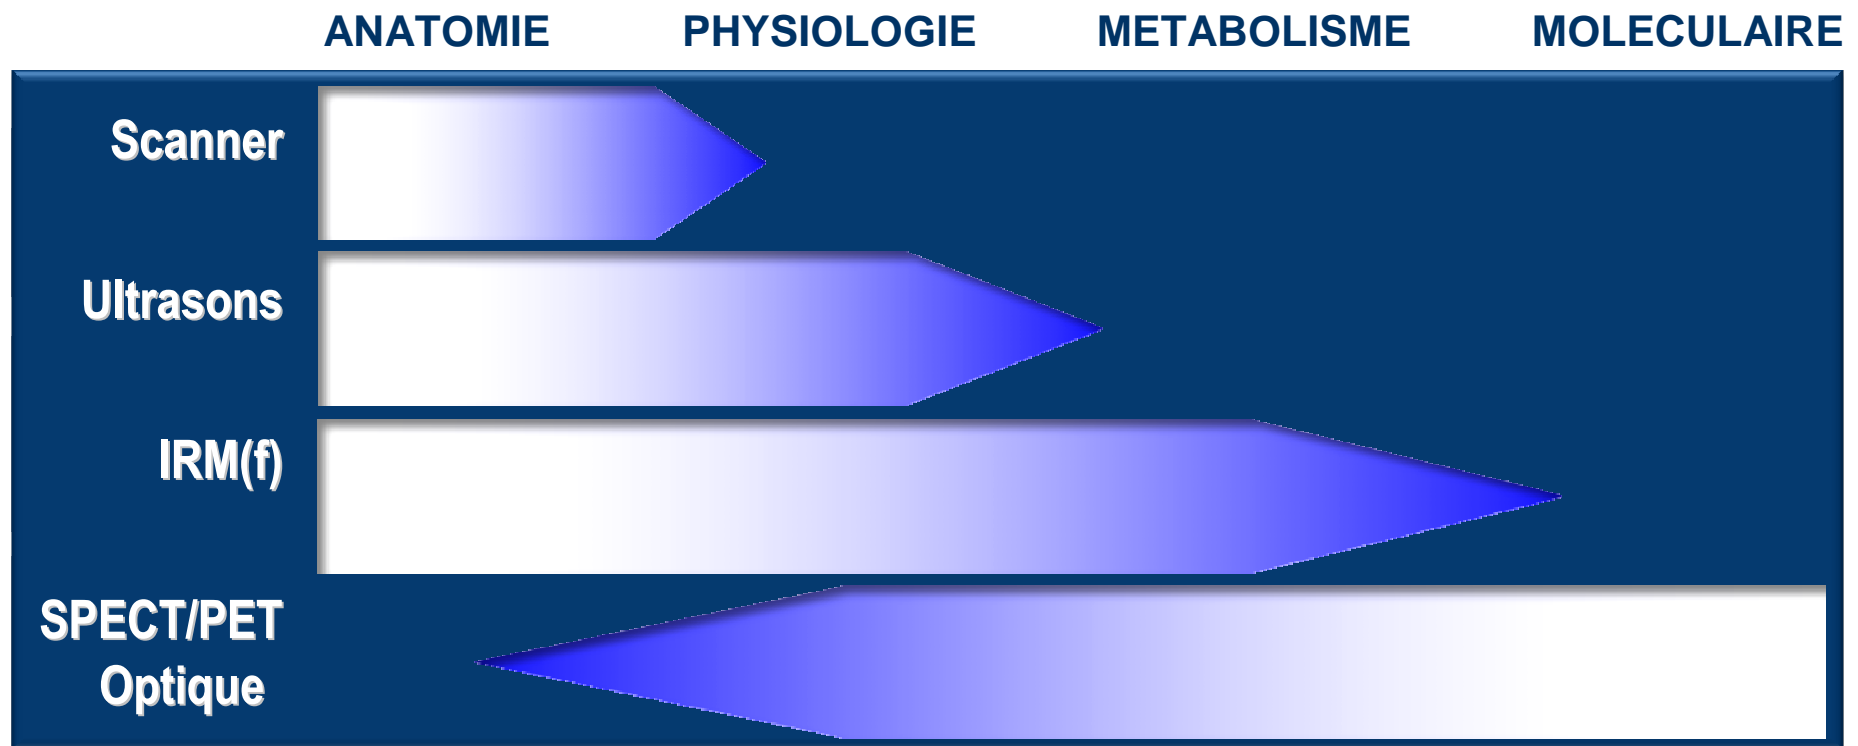 ANATOMIE PHYSIOLOGIE METABOLISME MOLECULAIRE
Scanner
Ultrasons
IRM(f)
SPECT/PET
Optique